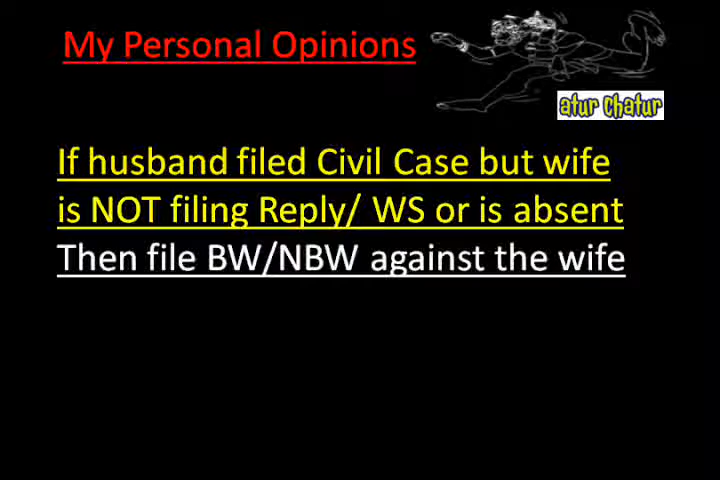 My Personal Opinions
atur chatur
If husband filed Civil Case but wife
is NOT filing Reply/ WS or is absent
Then file BW/NBW against the wife